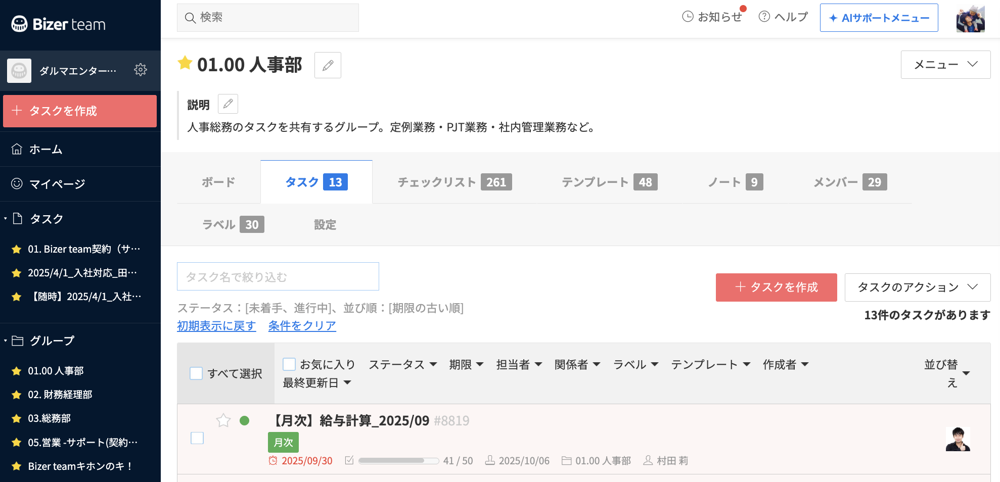 Bizer team
検索
お知らせ
ヘルプ
AIサポートメニュー
ダルマエンター…
タスクを作成
ホーム
マイページ
タスク
01. Bizer team契約（サ…
2025/4/1_入社対応_田…
【随時】2025/4/1_入社…
グループ
01.00 人事部
02. 財務経理部
03.総務部
05.営業 -サポート(契約…
Bizer teamキホンのキ！
01.00 人事部
メニュー
説明
人事総務のタスクを共有するグループ。定例業務・PJT業務・社内管理業務など。
ボード
タスク 13
チェックリスト 261
テンプレート 48
ノート 9
メンバー 29
ラベル 30
設定
タスク名で絞り込む
タスクを作成
タスクのアクション
ステータス：[未着手、進行中]、並び順：[期限の古い順]
初期表示に戻す 条件をクリア
13件のタスクがあります
すべて選択
お気に入り ステータス 期限 担当者 関係者 ラベル テンプレート 作成者
最終更新日
並び替
え
【月次】給与計算_2025/09 #8819
月次
2025/09/30 41 / 50 2025/10/06 01.00 人事部 村田 莉